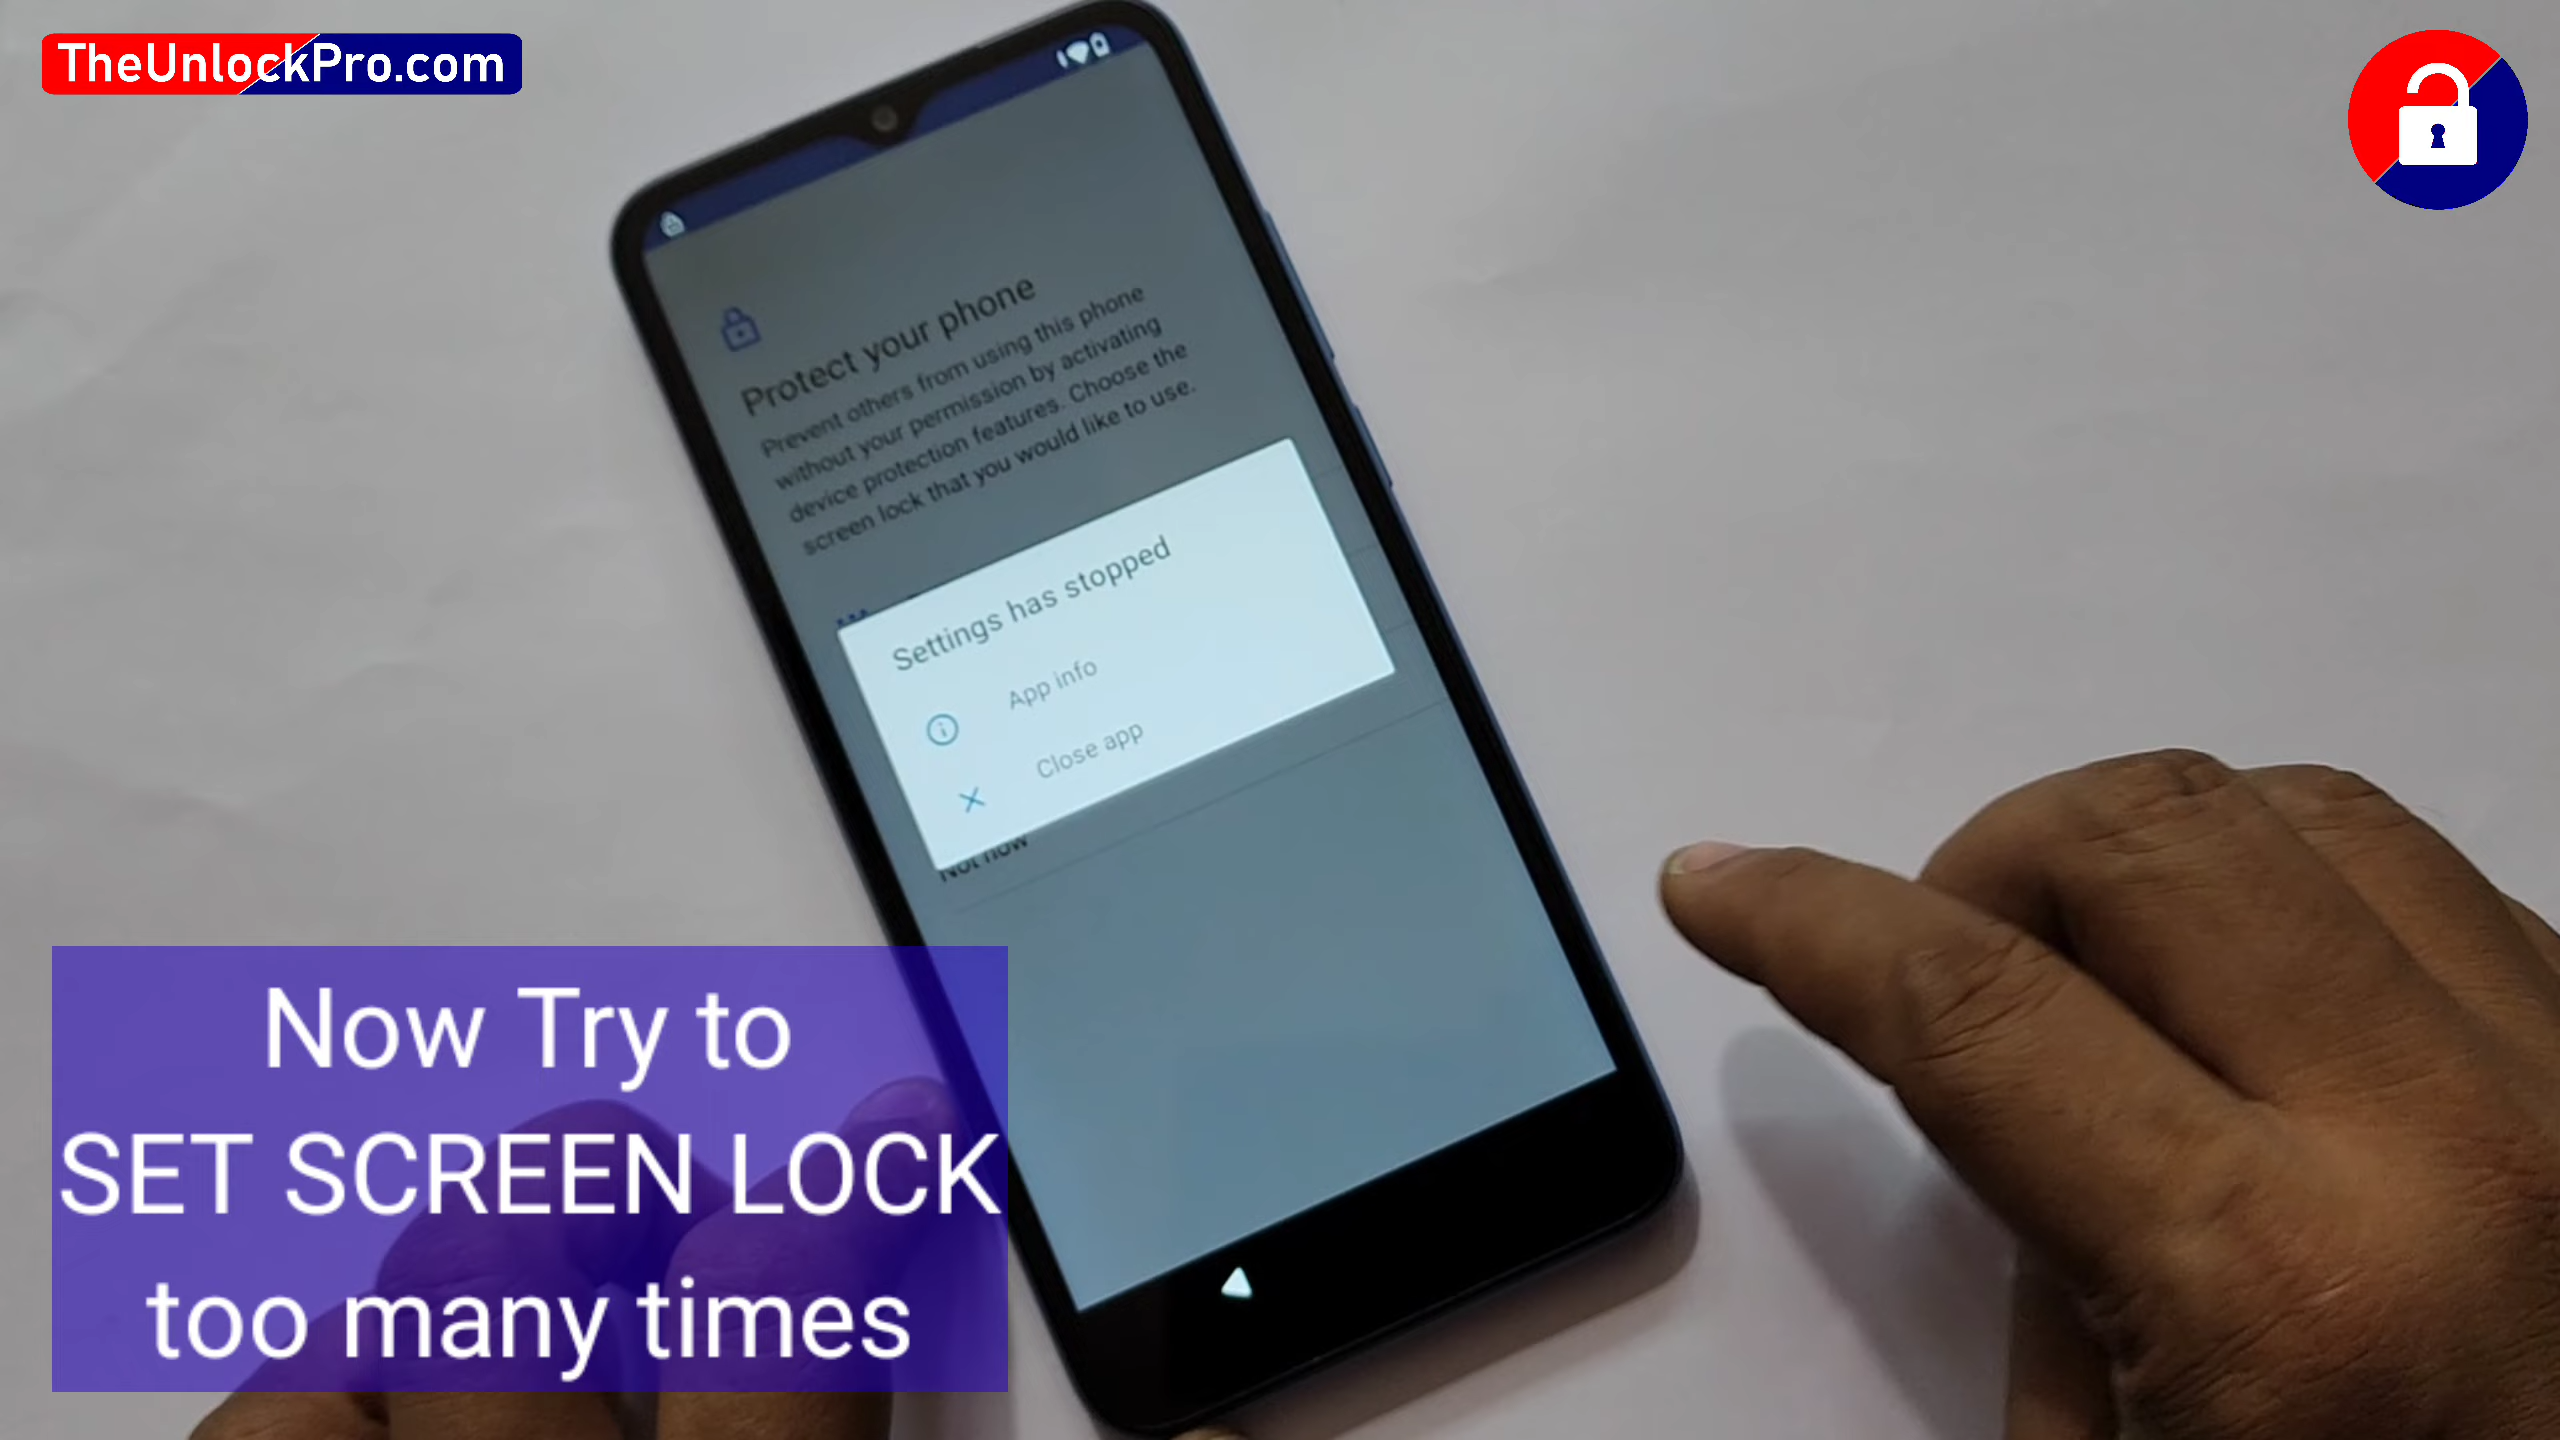 TheUnlockPro.com
Protect your phone
Prevent others from using this phone
without your permission by activating
device protection features. Choose the
screen lock that you would like to use.
Settings has stopped
App info
Close app
Not now
Now Try to
SET SCREEN LOCK
too many times